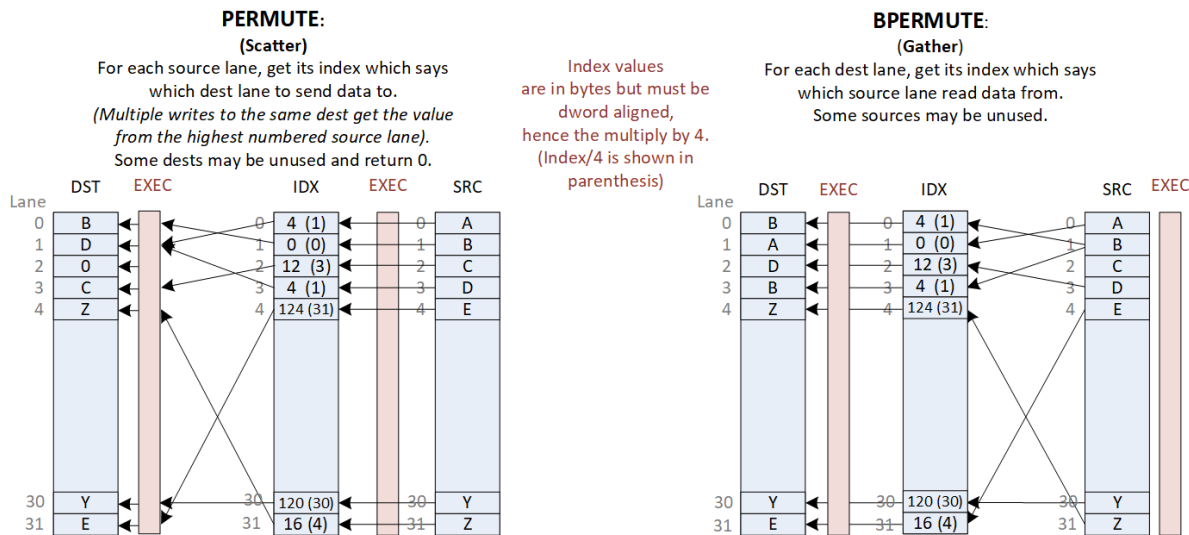 PERMUTE:
(Scatter)
For each source lane, get its index which says
which dest lane to send data to.
(Multiple writes to the same dest get the value
from the highest numbered source lane).
Some dests may be unused and return 0.
Index values
are in bytes but must be
dword aligned,
hence the multiply by 4.
(Index/4 is shown in
parenthesis)
BPERMUTE:
(Gather)
For each dest lane, get its index which says
which source lane read data from.
Some sources may be unused.
Lane DST EXEC IDX EXEC SRC
0 B 0 4 (1) 0 A
1 D 1 0 (0) 1 B
2 0 2 12 (3) 2 C
3 C 3 4 (1) 3 D
4 Z 4 124 (31) 4 E
30 Y 30 120 (30) 30 Y
31 E 31 16 (4) 31 Z
DST EXEC IDX SRC EXEC
Lane
0 B 0 4 (1) 0 A
1 A 1 0 (0) 1 B
2 D 2 12 (3) 2 C
3 B 3 4 (1) 3 D
4 Z 4 124 (31) 4 E
30 Y 30 120 (30) 30 Y
31 E 31 16 (4) 31 Z